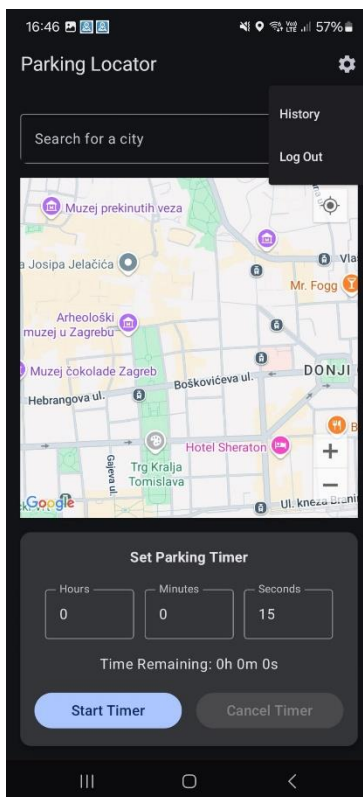 16:46
Vo))
LTE
57%
Parking Locator
History
Search for a city
Log Out
Muzej prekinutih veza
a Josipa Jelačića
Vla
Mr. Fogg
Arheološki
muzej u Zagrebu
Muzej čokolade Zagreb
Boškovićeva ul.
DONJI
Hebrangova ul.
B
Hotel Sheraton
Gajeva ul.
Trg Kralja
Tomislava
+
−
Google
Ul. kneza Brani
Set Parking Timer
Hours
Minutes
Seconds
0
0
15
Time Remaining: 0h 0m 0s
Start Timer
Cancel Timer